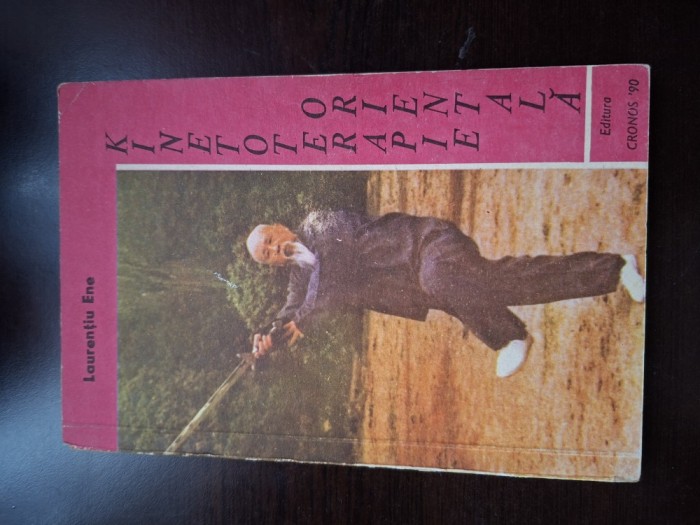 Laurențiu Ene
KINETOTERAPIE
ORIENTALĂ
Editura
CRONOS '90